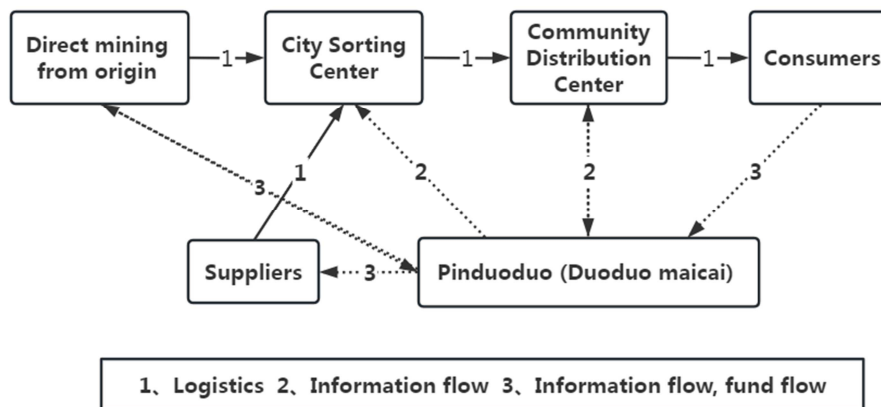 Direct mining
from origin
1
City Sorting
Center
1
Community
Distribution
Center
1
Consumers
3
1
2
2
3
Suppliers
3
Pinduoduo (Duoduo maicai)
1、Logistics 2、Information flow 3、Information flow, fund flow